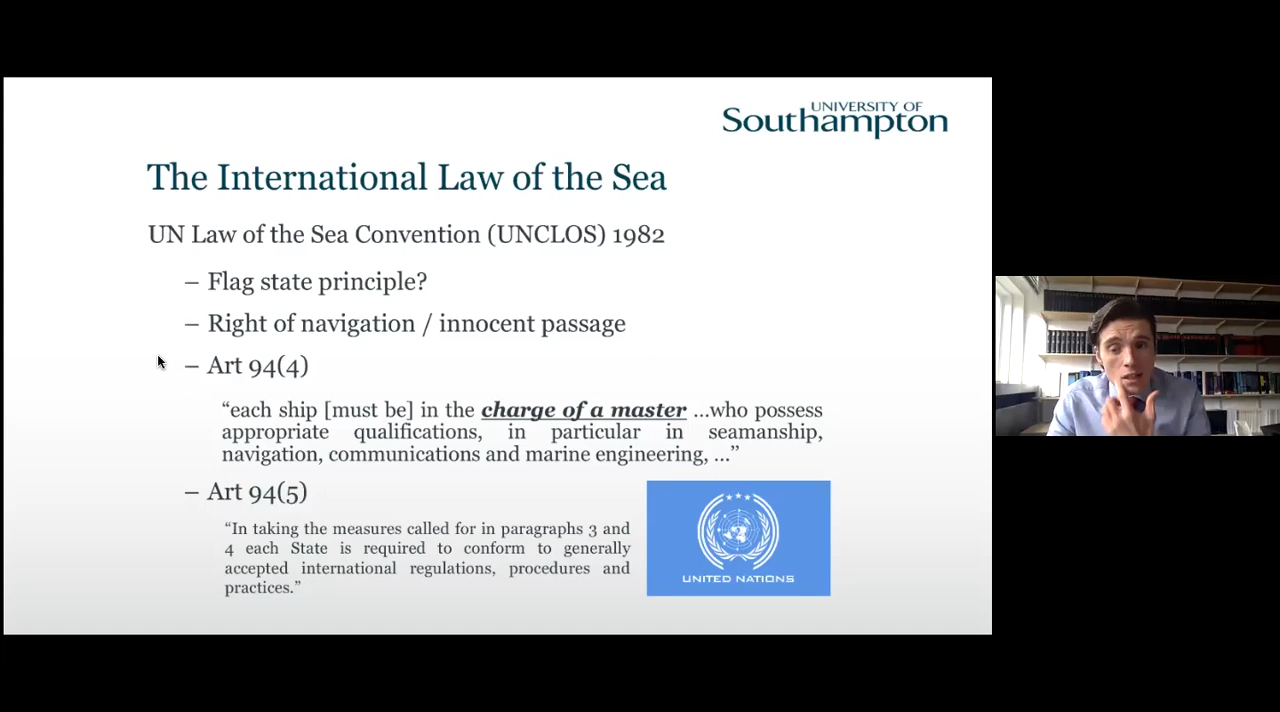 UNIVERSITY OF
Southampton
The International Law of the Sea
UN Law of the Sea Convention (UNCLOS) 1982
– Flag state principle?
– Right of navigation / innocent passage
– Art 94(4)
“each ship [must be] in the charge of a master ...who possess
appropriate qualifications, in particular in seamanship,
navigation, communications and marine engineering, ...”
– Art 94(5)
“In taking the measures called for in paragraphs 3 and
4 each State is required to conform to generally
accepted international regulations, procedures and
practices.”
UNITED NATIONS